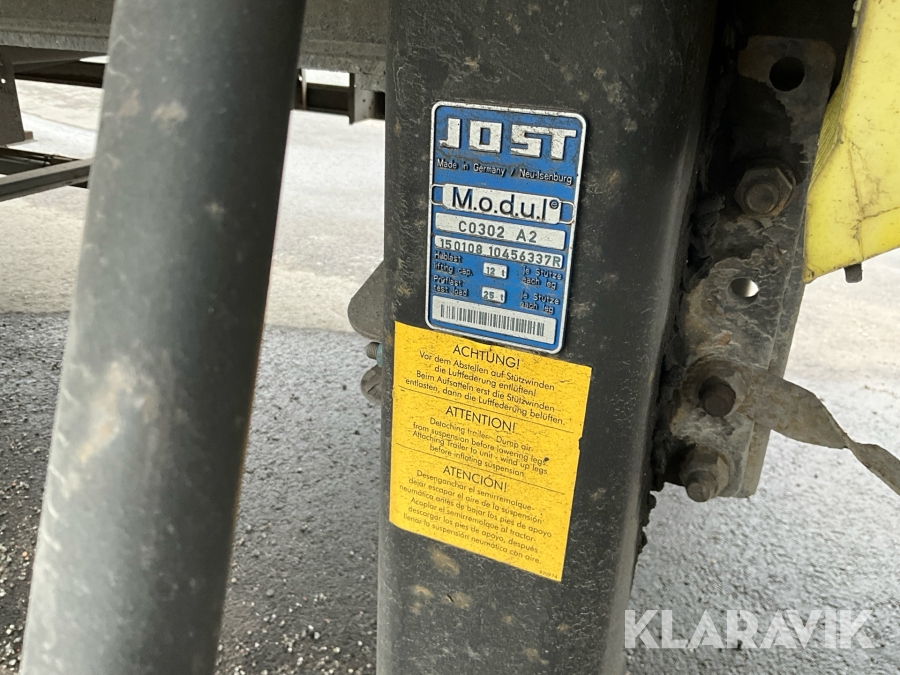 JOST
Made in Germany / Neu-Isenburg
M.o.d.u.l®
C0302 A2
150108 10456337R
Hublast
lifting cap. 12 t je Stütze
each leg
Prüflast
test load 25 t je Stütze
each leg
ACHTUNG!
Vor dem Abstellen auf Stützwinden
die Luftfederung entlüften!
Beim Aufsatteln erst die Stützwinden
entlasten, dann die Luftfederung belüften.
ATTENTION!
Detaching trailer- Dump air
from suspension before lowering legs
Attaching Trailer to unit - wind up legs
before inflating suspension.
ATENCIÓN!
Desenganchar el semirremolque-
dejar escapar el aire de la suspensión
neumática antes de bajar los pies de apoyo
Acoplar el semirremolque al tractor-
descargar los pies de apoyo, después
llenar la suspensión neumática con aire.
KLARAVIK